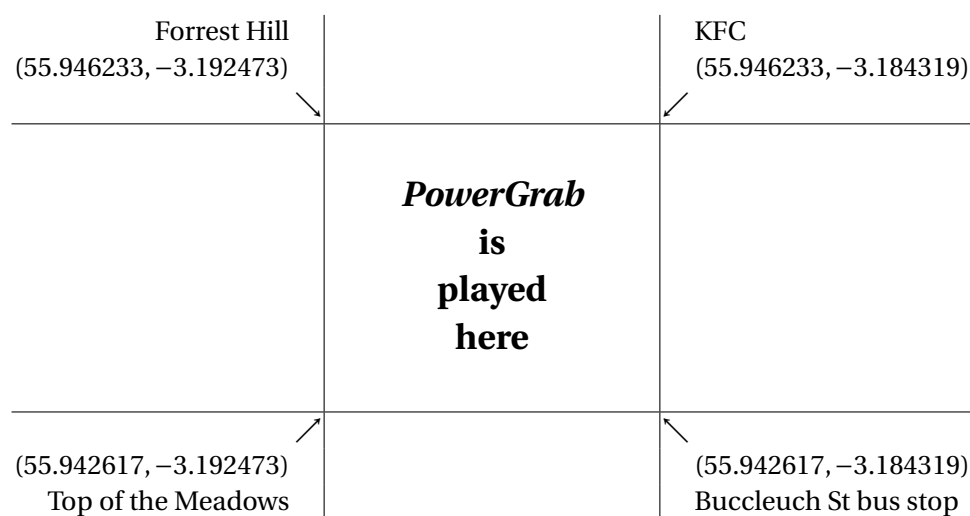 Forrest Hill
(55.946233, −3.192473)
KFC
(55.946233, −3.184319)
PowerGrab
is
played
here
(55.942617, −3.192473)
Top of the Meadows
(55.942617, −3.184319)
Buccleuch St bus stop